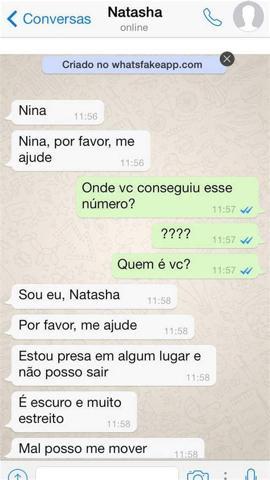 Conversas
Natasha
online
Criado no whatsfakeapp.com
Nina
11:56
Nina, por favor, me
ajude
11:56
Onde vc conseguiu esse
número?
11:57
????
11:57
Quem é vc?
11:57
Sou eu, Natasha
11:58
Por favor, me ajude
11:58
Estou presa em algum lugar e
não posso sair
11:58
É escuro e muito
estreito
11:58
Mal posso me mover
11:58